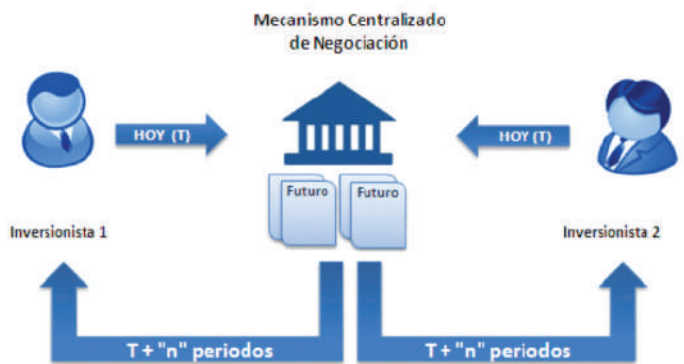 Mecanismo Centralizado
de Negociación
HOY (T)
HOY (T)
Futuro
Futuro
Inversionista 1
Inversionista 2
T + "n" periodos
T + "n" periodos